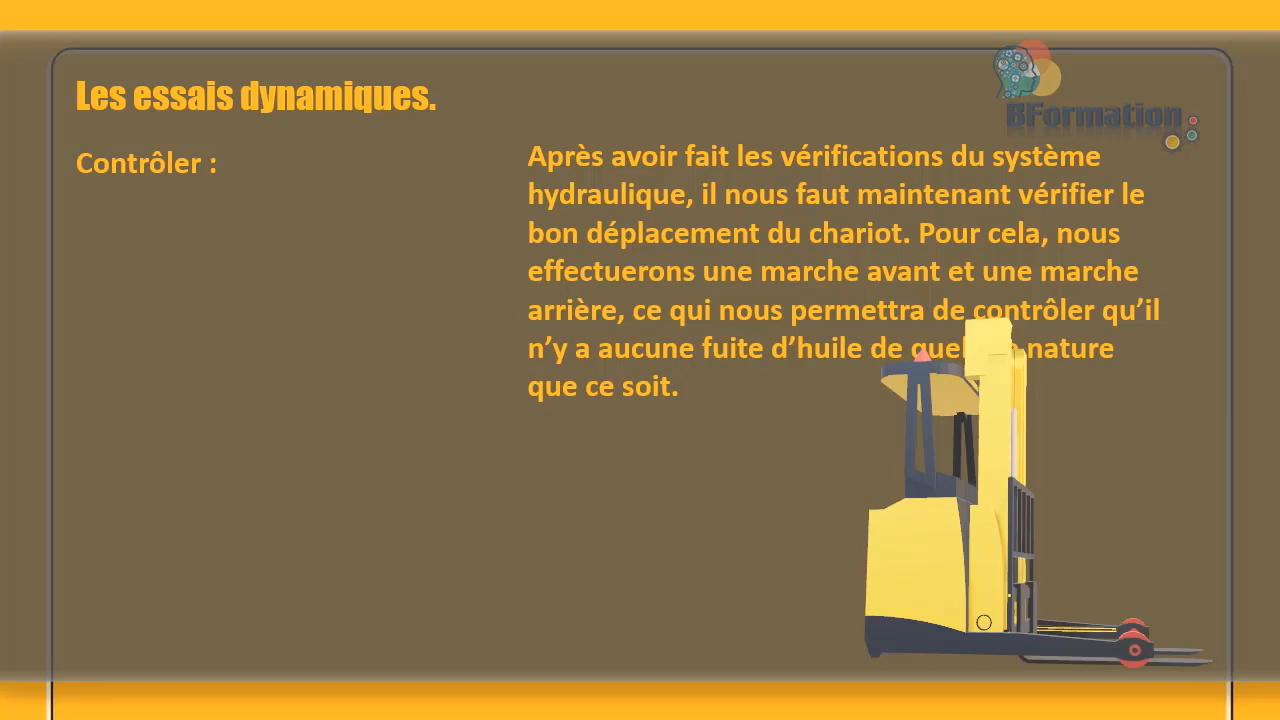 Les essais dynamiques.
BFormation
Contrôler :
Après avoir fait les vérifications du système
hydraulique, il nous faut maintenant vérifier le
bon déplacement du chariot. Pour cela, nous
effectuerons une marche avant et une marche
arrière, ce qui nous permettra de contrôler qu’il
n’y a aucune fuite d’huile de nature
que ce soit.